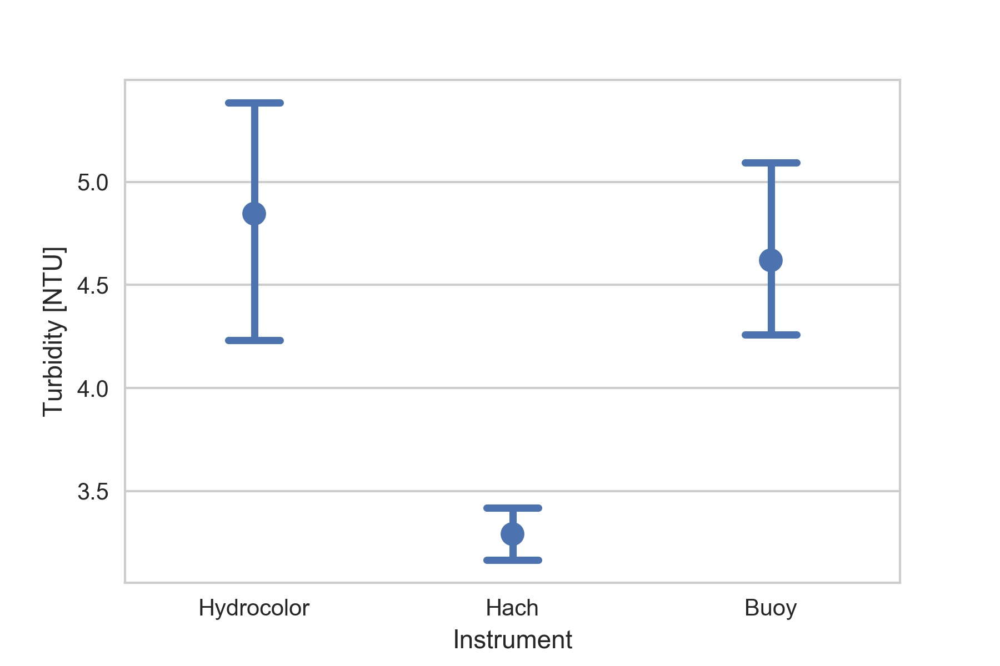 Turbidity [NTU]
5.0
4.5
4.0
3.5
Hydrocolor
Hach
Buoy
Instrument